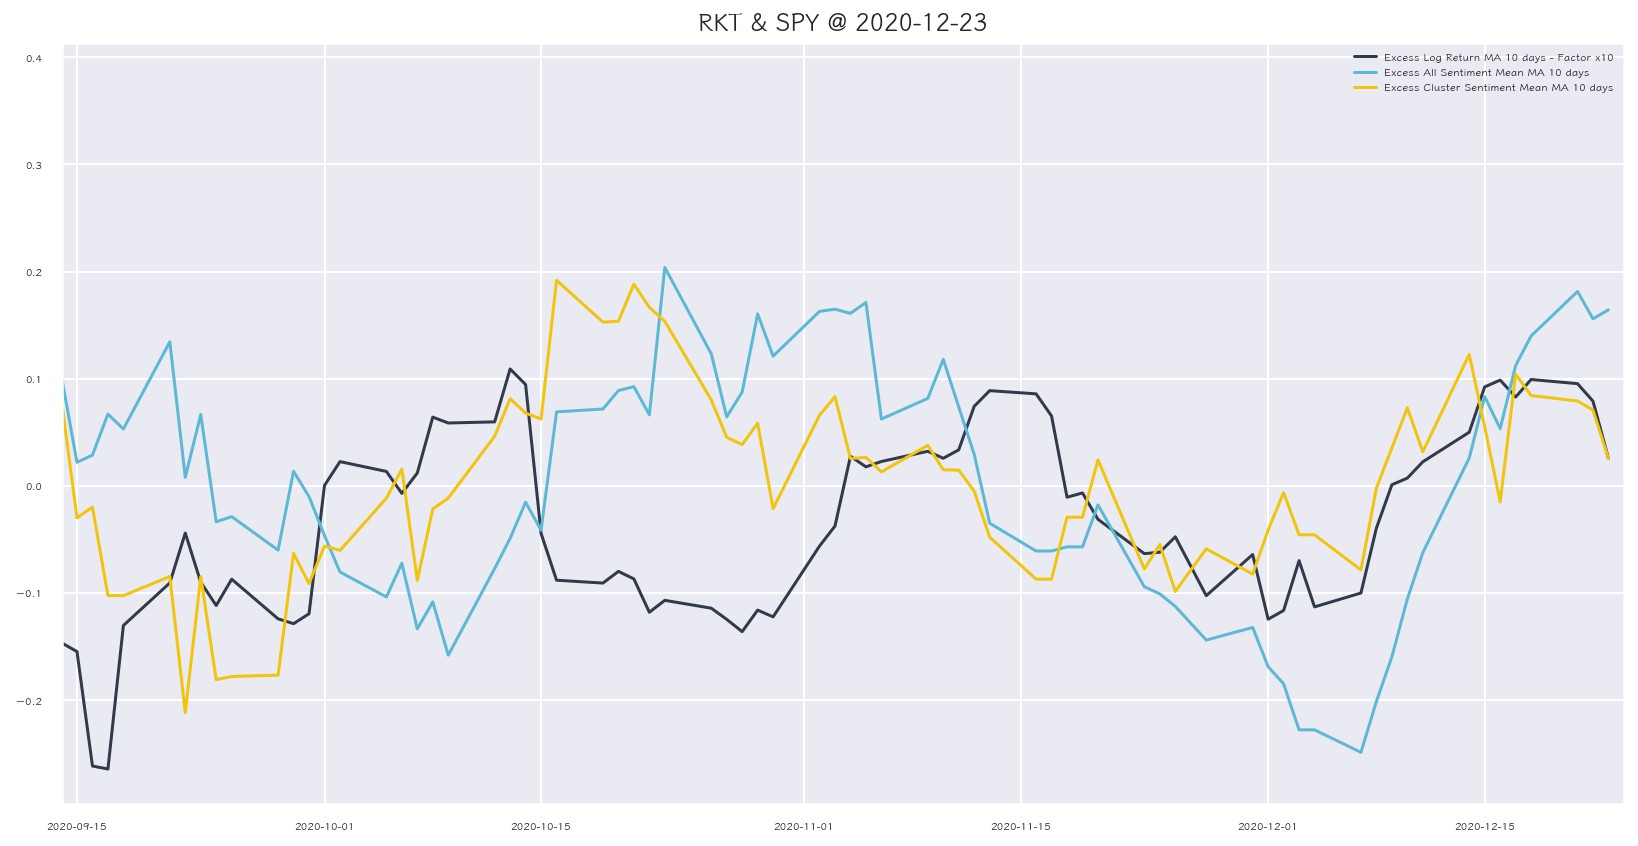 RKT & SPY @ 2020-12-23
Excess Log Return MA 10 days - Factor x10
Excess All Sentiment Mean MA 10 days
Excess Cluster Sentiment Mean MA 10 days
0.4
0.3
0.2
0.1
0.0
−0.1
−0.2
2020-09-15 2020-10-01 2020-10-15 2020-11-01 2020-11-15 2020-12-01 2020-12-15